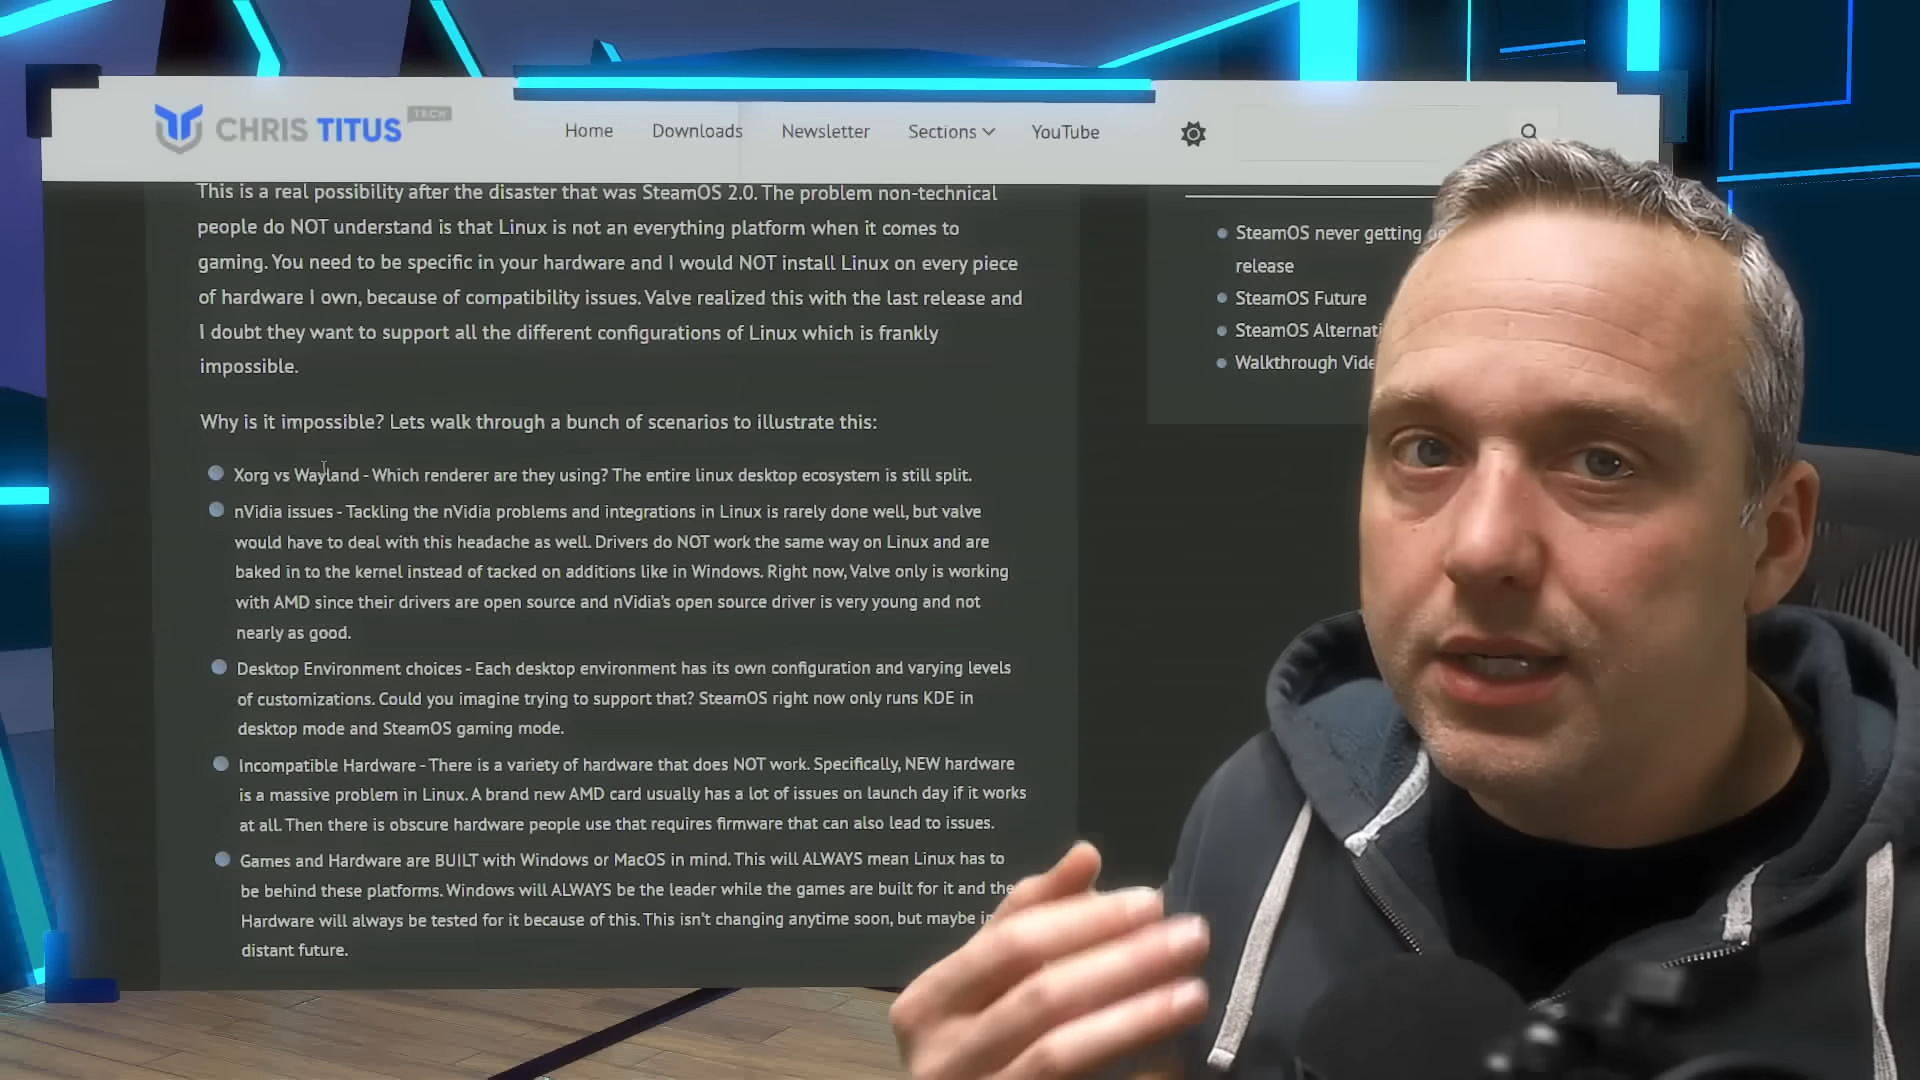 CHRIS TITUS TECH
Home Downloads Newsletter Sections YouTube
This is a real possibility after the disaster that was SteamOS 2.0. The problem non-technical
people do NOT understand is that Linux is not an everything platform when it comes to
gaming. You need to be specific in your hardware and I would NOT install Linux on every piece
of hardware I own, because of compatibility issues. Valve realized this with the last release and
I doubt they want to support all the different configurations of Linux which is frankly
impossible.
Why is it impossible? Lets walk through a bunch of scenarios to illustrate this:
Xorg vs Wayland - Which renderer are they using? The entire linux desktop ecosystem is still split.
nVidia issues - Tackling the nVidia problems and integrations in Linux is rarely done well, but valve
would have to deal with this headache as well. Drivers do NOT work the same way on Linux and are
baked in to the kernel instead of tacked on additions like in Windows. Right now, Valve only is working
with AMD since their drivers are open source and nVidia's open source driver is very young and not
nearly as good.
Desktop Environment choices - Each desktop environment has its own configuration and varying levels
of customizations. Could you imagine trying to support that? SteamOS right now only runs KDE in
desktop mode and SteamOS gaming mode.
Incompatible Hardware - There is a variety of hardware that does NOT work. Specifically, NEW hardware
is a massive problem in Linux. A brand new AMD card usually has a lot of issues on launch day if it works
at all. Then there is obscure hardware people use that requires firmware that can also lead to issues.
Games and Hardware are BUILT with Windows or MacOS in mind. This will ALWAYS mean Linux has to
be behind these platforms. Windows will ALWAYS be the leader while the games are built for it and the
Hardware will always be tested for it because of this. This isn't changing anytime soon, but maybe
distant future.
SteamOS never getting
release
SteamOS Future
SteamOS
Walkthrough